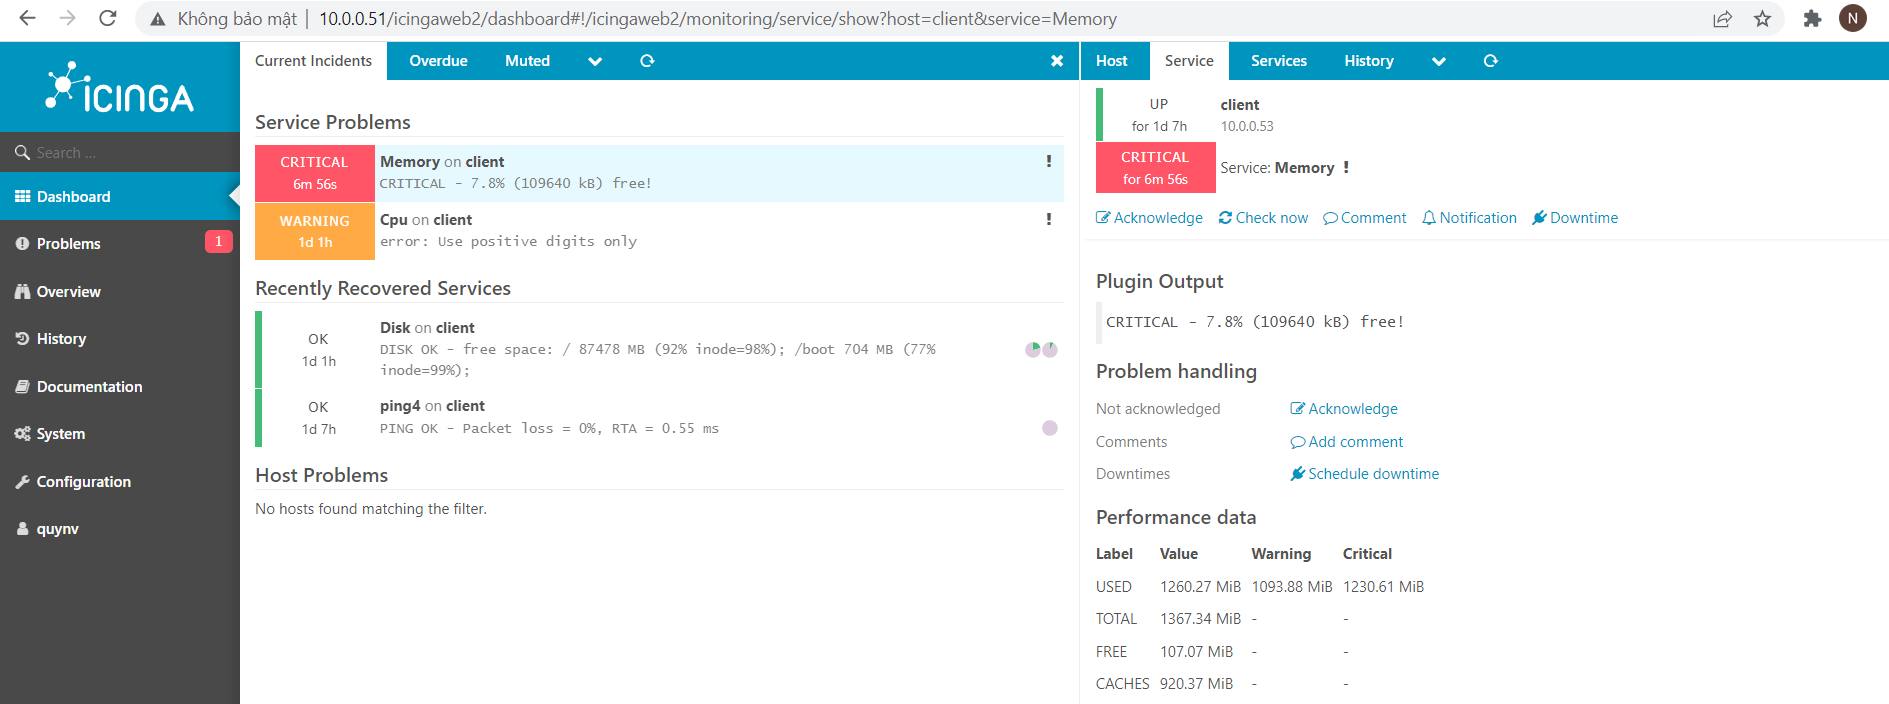 Không bảo mật | 10.0.0.51/icingaweb2/dashboard#!/icingaweb2/monitoring/service/show?host=client&service=Memory
N
iCINGA
Search ...
Dashboard
Problems 1
Overview
History
Documentation
System
Configuration
quynv
Current Incidents Overdue Muted
Service Problems
CRITICAL Memory on client
6m 56s CRITICAL - 7.8% (109640 kB) free!
WARNING Cpu on client
1d 1h error: Use positive digits only
Recently Recovered Services
OK Disk on client
1d 1h DISK OK - free space: / 87478 MB (92% inode=98%); /boot 704 MB (77%
inode=99%);
OK ping4 on client
1d 7h PING OK - Packet loss = 0%, RTA = 0.55 ms
Host Problems
No hosts found matching the filter.
Host Service Services History
UP client
for 1d 7h 10.0.0.53
CRITICAL
for 6m 56s
Service: Memory
Acknowledge Check now Comment Notification Downtime
Plugin Output
CRITICAL - 7.8% (109640 kB) free!
Problem handling
Not acknowledged Acknowledge
Comments Add comment
Downtimes Schedule downtime
Performance data
Label Value Warning Critical
USED 1260.27 MiB 1093.88 MiB 1230.61 MiB
TOTAL 1367.34 MiB - -
FREE 107.07 MiB - -
CACHES 920.37 MiB - -